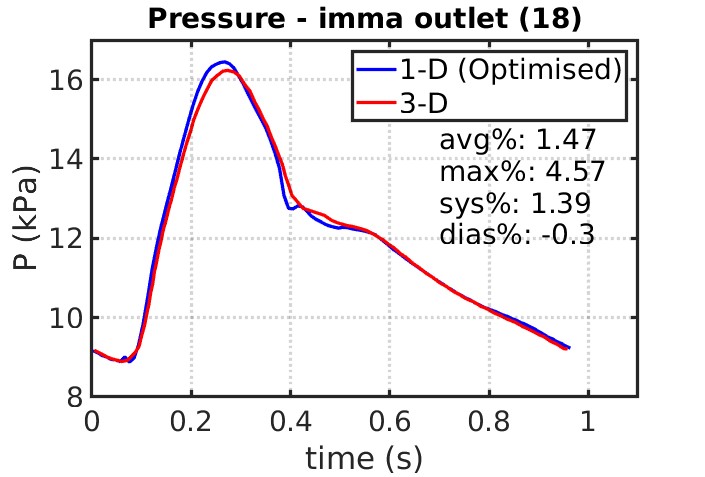 Pressure - imma outlet (18)
1-D (Optimised)
3-D
avg%: 1.47
max%: 4.57
sys%: 1.39
dias%: -0.3
P (kPa)
16
14
12
10
8
0 0.2 0.4 0.6 0.8 1
time (s)